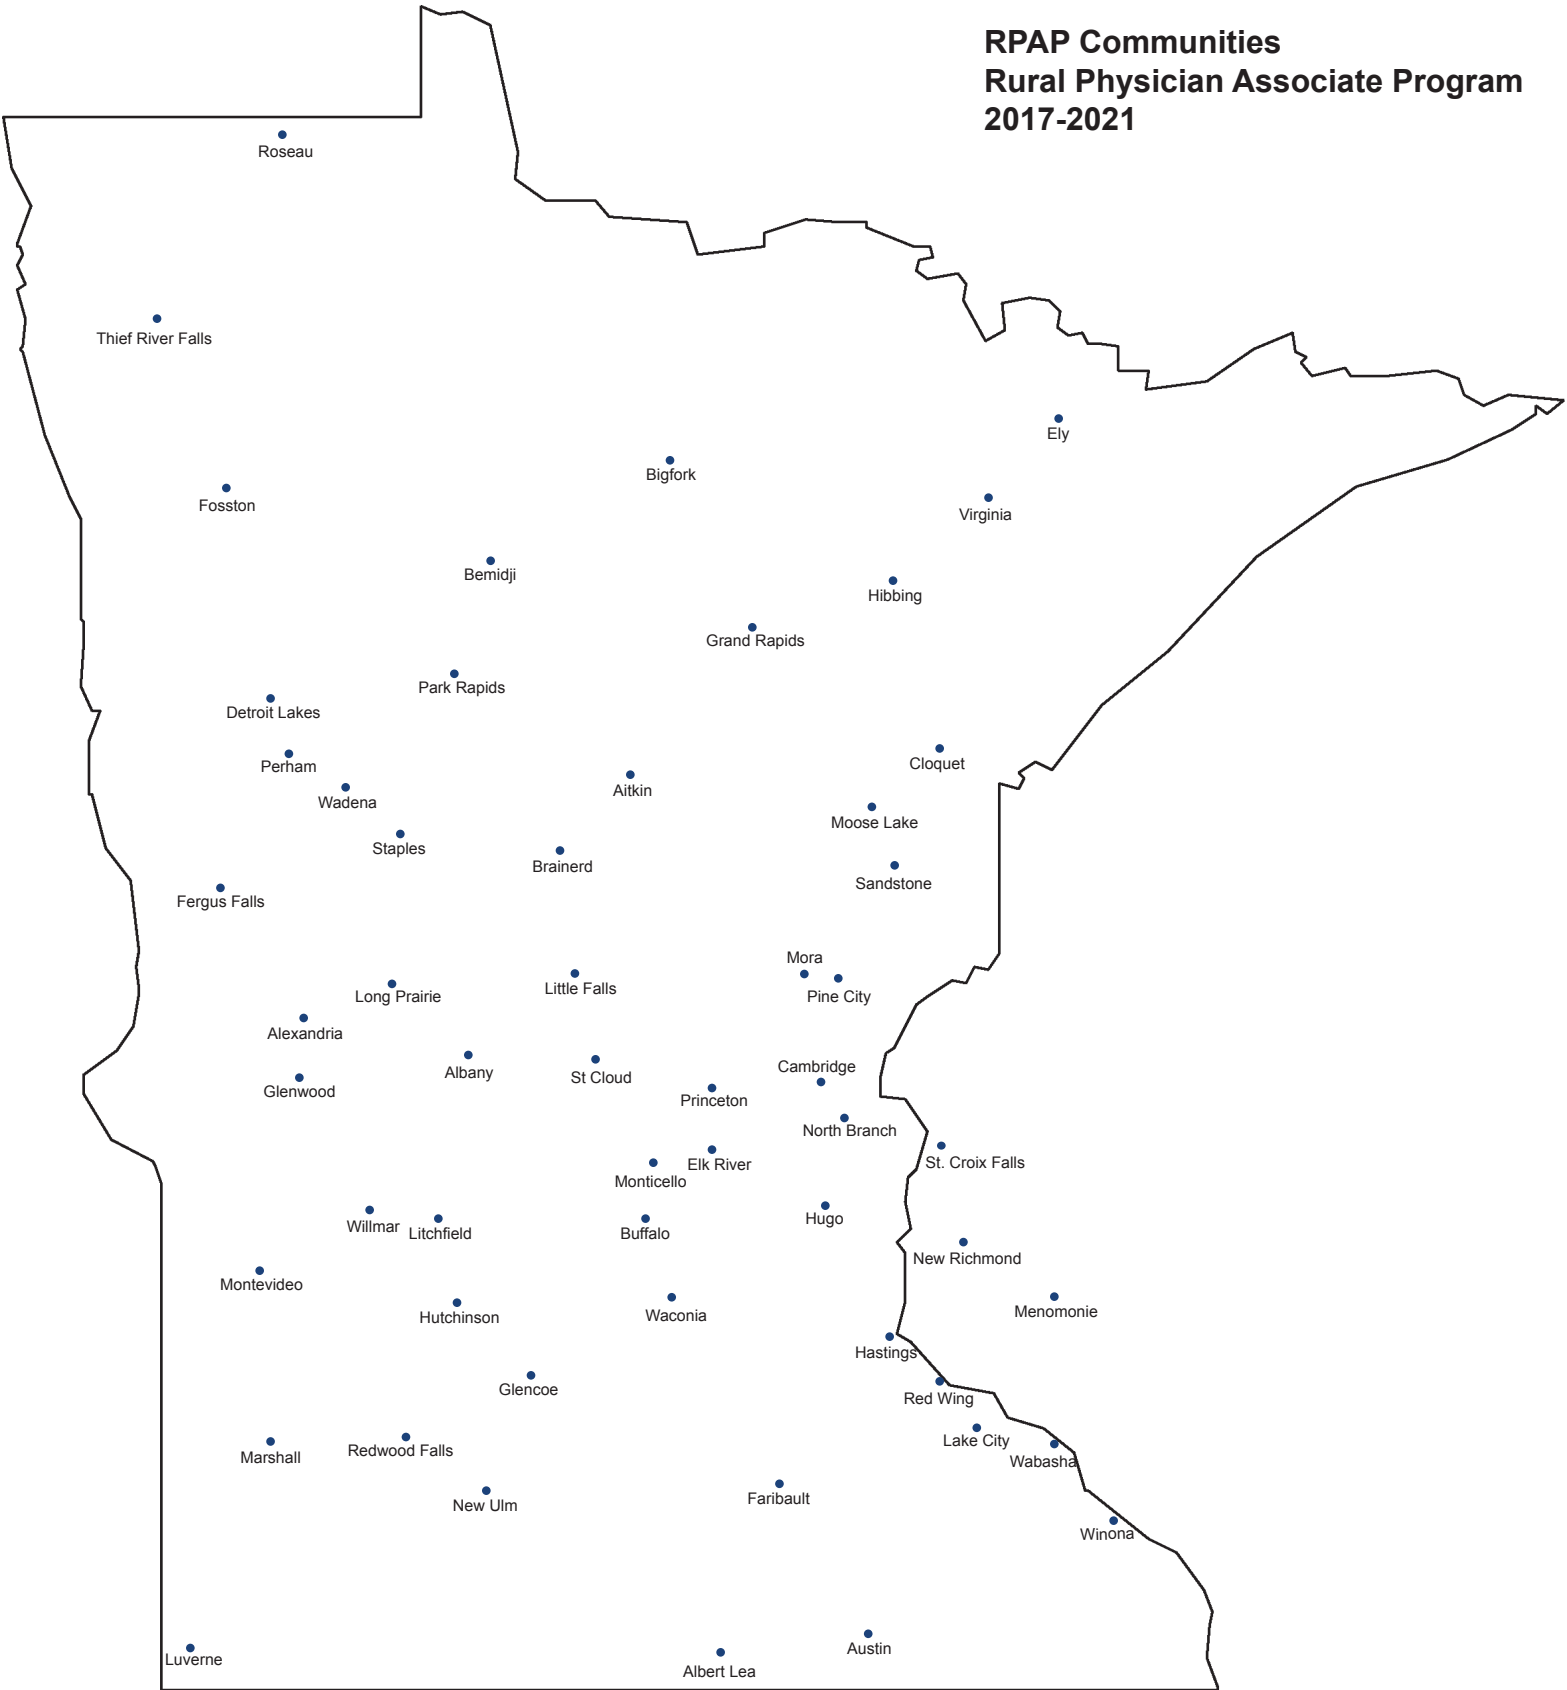 RPAP Communities
Rural Physician Associate Program
2017-2021
Roseau
Thief River Falls
Ely
Bigfork
Fosston
Virginia
Bemidji
Hibbing
Grand Rapids
Park Rapids
Detroit Lakes
Cloquet
Perham
Aitkin
Wadena
Moose Lake
Staples
Brainerd
Sandstone
Fergus Falls
Mora
Little Falls
Long Prairie
Pine City
Alexandria
Cambridge
Albany
St Cloud
Glenwood
Princeton
North Branch
Elk River
St. Croix Falls
Monticello
Hugo
Willmar
Litchfield
Buffalo
New Richmond
Montevideo
Menomonie
Hutchinson
Waconia
Hastings
Glencoe
Red Wing
Lake City
Redwood Falls
Marshall
Wabasha
Faribault
New Ulm
Winona
Austin
Luverne
Albert Lea